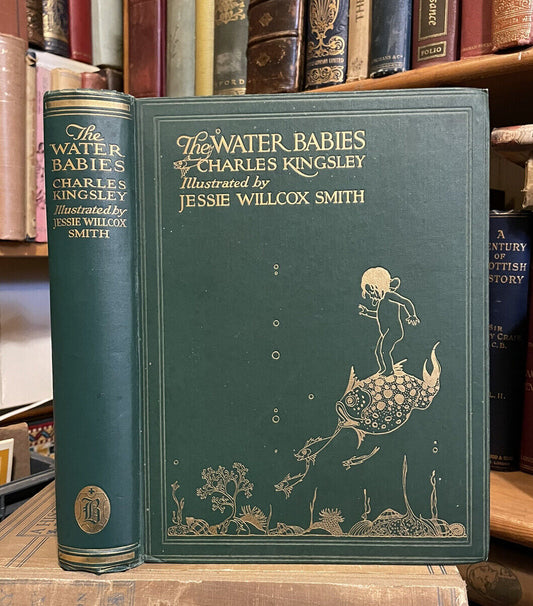 The
WATER
BABIES
CHARLES
KINGSLEY
Illustrated by
JESSIE WILLCOX
SMITH
B
The WATER BABIES
CHARLES KINGSLEY
Illustrated by
JESSIE WILLCOX SMITH
FOLIO
A
CENTURY
OF
SCOTTISH
HISTORY
SIR
C.B.